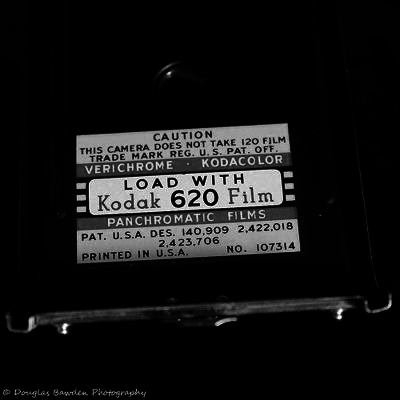 CAUTION
THIS CAMERA DOES NOT TAKE 120 FILM
TRADE MARK REG. U.S. PAT. OFF.
VERICHROME · KODACOLOR
LOAD WITH
Kodak 620 Film
PANCHROMATIC FILMS
PAT. U.S.A. DES. 140,909 2,422,018
2,423,706
PRINTED IN U.S.A. NO. 107314
© Douglas Bawden Photography